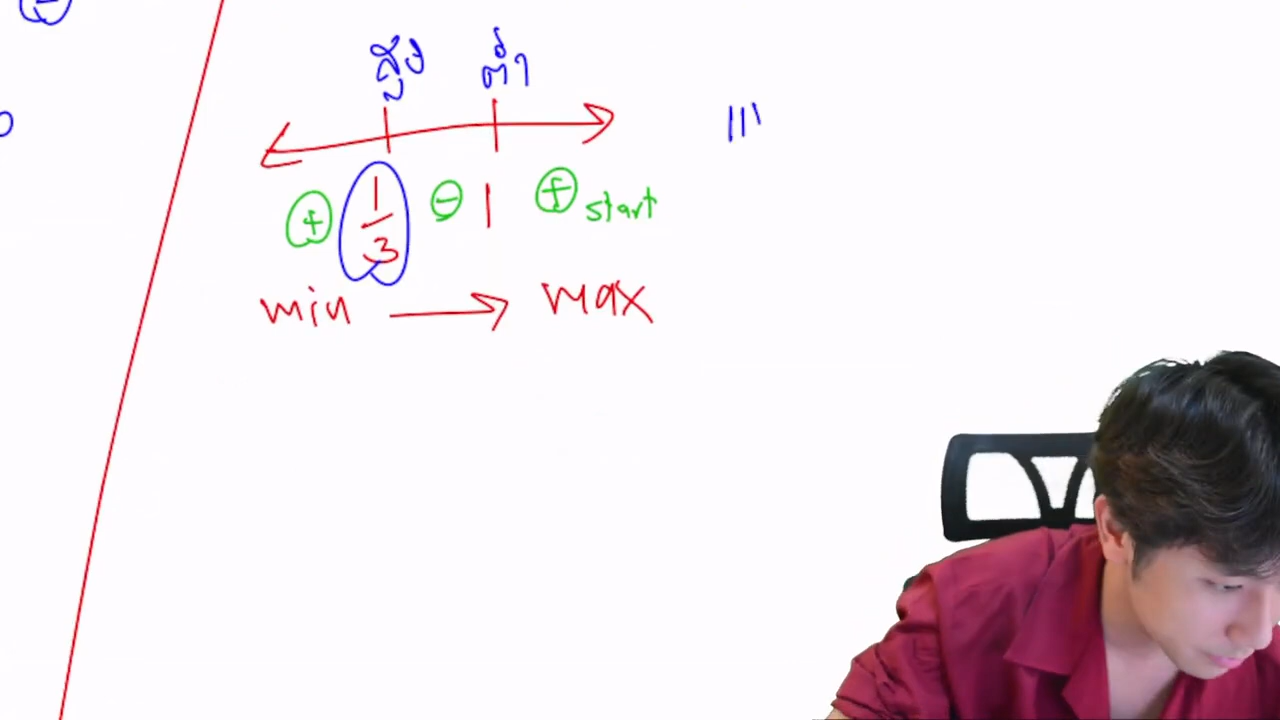 สูง ต่ำ
+ 1/3 - 1 + start
min → max